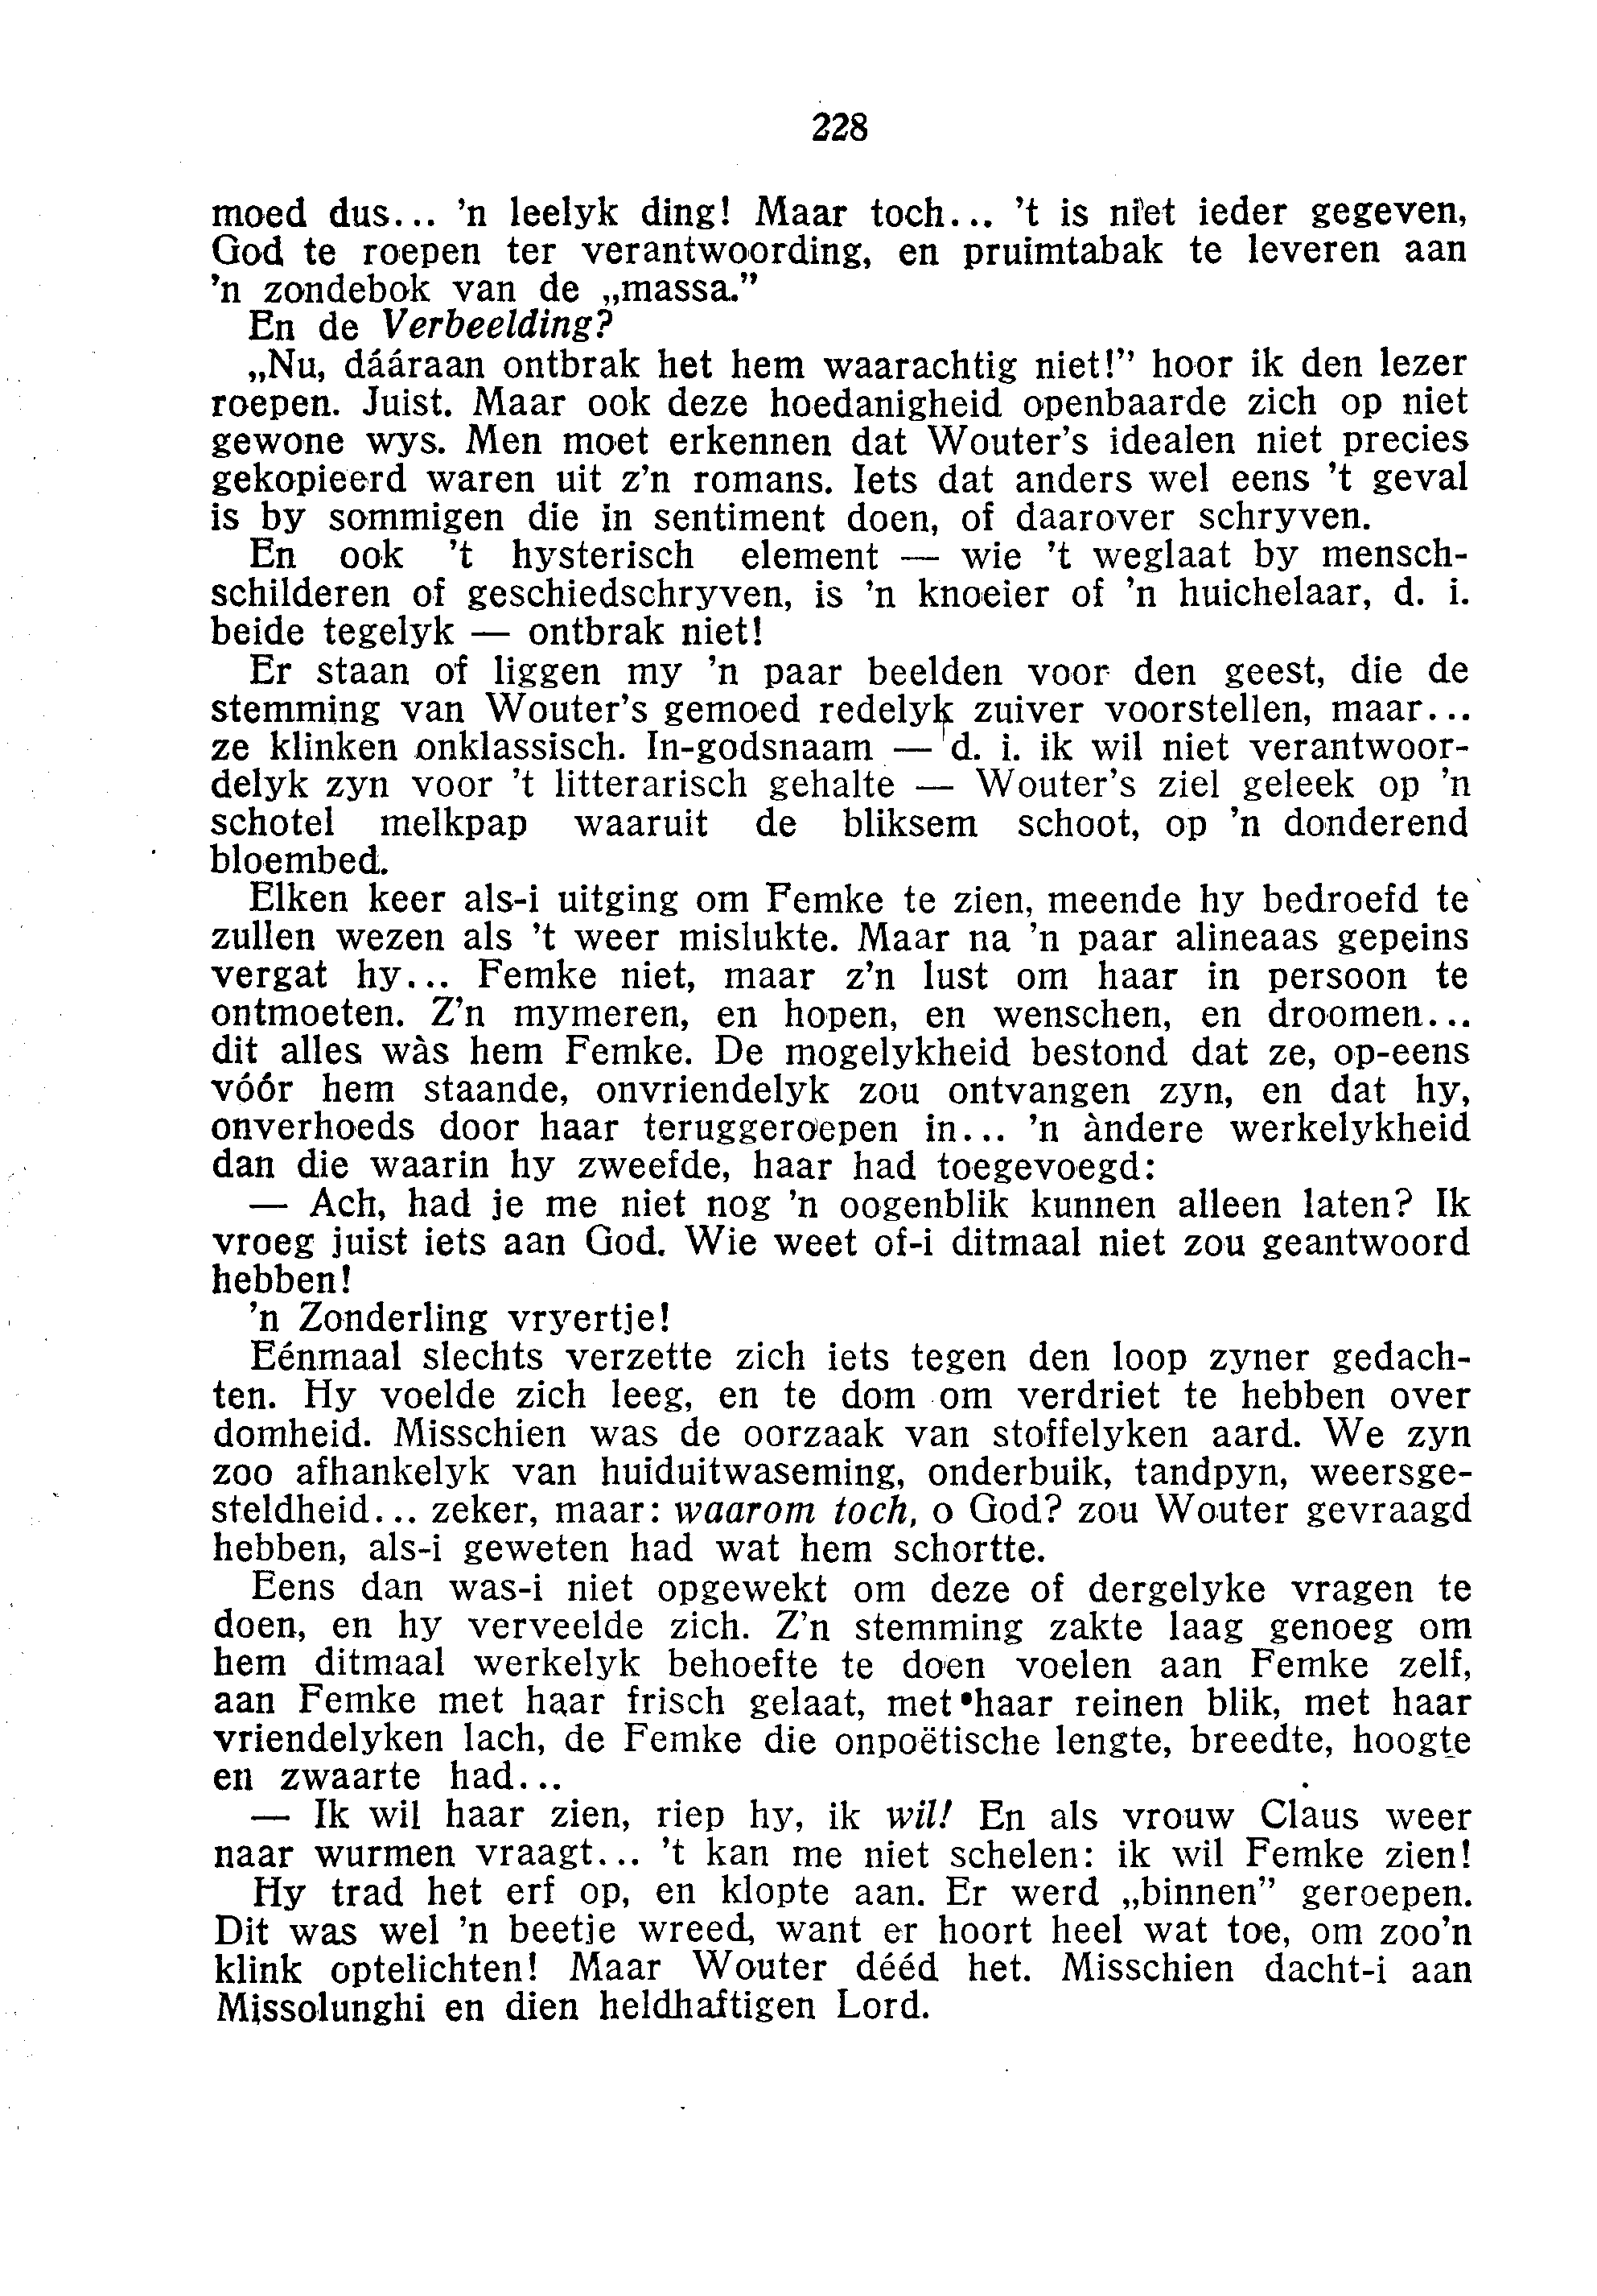 228
moed dus... 'n leelyk ding! Maar toch... 't is niet ieder gegeven,
God te roepen ter verantwoording, en pruimtabak te leveren aan
'n zondebok van de „massa.”
En de Verbeelding?
„Nu, dááraan ontbrak het hem waarachtig niet!” hoor ik den lezer
roepen. Juist. Maar ook deze hoedanigheid openbaarde zich op niet
gewone wys. Men moet erkennen dat Wouter's idealen niet precies
gekopieerd waren uit z'n romans. Iets dat anders wel eens 't geval
is by sommigen die in sentiment doen, of daarover schryven.
En ook 't hysterisch element — wie 't weglaat by mensch-
schilderen of geschiedschryven, is 'n knoeier of 'n huichelaar, d. i.
beide tegelyk — ontbrak niet!
Er staan of liggen my 'n paar beelden voor den geest, die de
stemming van Wouter's gemoed redelyk zuiver voorstellen, maar...
ze klinken onklassisch. In-godsnaam — d. i. ik wil niet verantwoor-
delyk zyn voor 't litterarisch gehalte — Wouter's ziel geleek op 'n
schotel melkpap waaruit de bliksem schoot, op 'n donderend
bloembed.
Elken keer als-i uitging om Femke te zien, meende hy bedroefd te
zullen wezen als 't weer mislukte. Maar na 'n paar alineaas gepeins
vergat hy... Femke niet, maar z'n lust om haar in persoon te
ontmoeten. Z'n mymeren, en hopen, en wenschen, en droomen...
dit alles wàs hem Femke. De mogelykheid bestond dat ze, op-eens
vóór hem staande, onvriendelyk zou ontvangen zyn, en dat hy,
onverhoeds door haar teruggeroepen in... 'n àndere werkelykheid
dan die waarin hy zweefde, haar had toegevoegd:
— Ach, had je me niet nog 'n oogenblik kunnen alleen laten? Ik
vroeg juist iets aan God. Wie weet of-i ditmaal niet zou geantwoord
hebben!
'n Zonderling vryertje!
Eénmaal slechts verzette zich iets tegen den loop zyner gedach-
ten. Hy voelde zich leeg, en te dom om verdriet te hebben over
domheid. Misschien was de oorzaak van stoffelyken aard. We zyn
zoo afhankelyk van huiduitwaseming, onderbuik, tandpyn, weersge-
steldheid... zeker, maar: waarom toch, o God? zou Wouter gevraagd
hebben, als-i geweten had wat hem schortte.
Eens dan was-i niet opgewekt om deze of dergelyke vragen te
doen, en hy verveelde zich. Z'n stemming zakte laag genoeg om
hem ditmaal werkelyk behoefte te doen voelen aan Femke zelf,
aan Femke met haar frisch gelaat, met haar reinen blik, met haar
vriendelyken lach, de Femke die onpoëtische lengte, breedte, hoogte
en zwaarte had...
— Ik wil haar zien, riep hy, ik wil! En als vrouw Claus weer
naar wurmen vraagt... 't kan me niet schelen: ik wil Femke zien!
Hy trad het erf op, en klopte aan. Er werd „binnen” geroepen.
Dit was wel 'n beetje wreed, want er hoort heel wat toe, om zoo'n
klink optelichten! Maar Wouter dééd het. Misschien dacht-i aan
Missolunghi en dien heldhaftigen Lord.